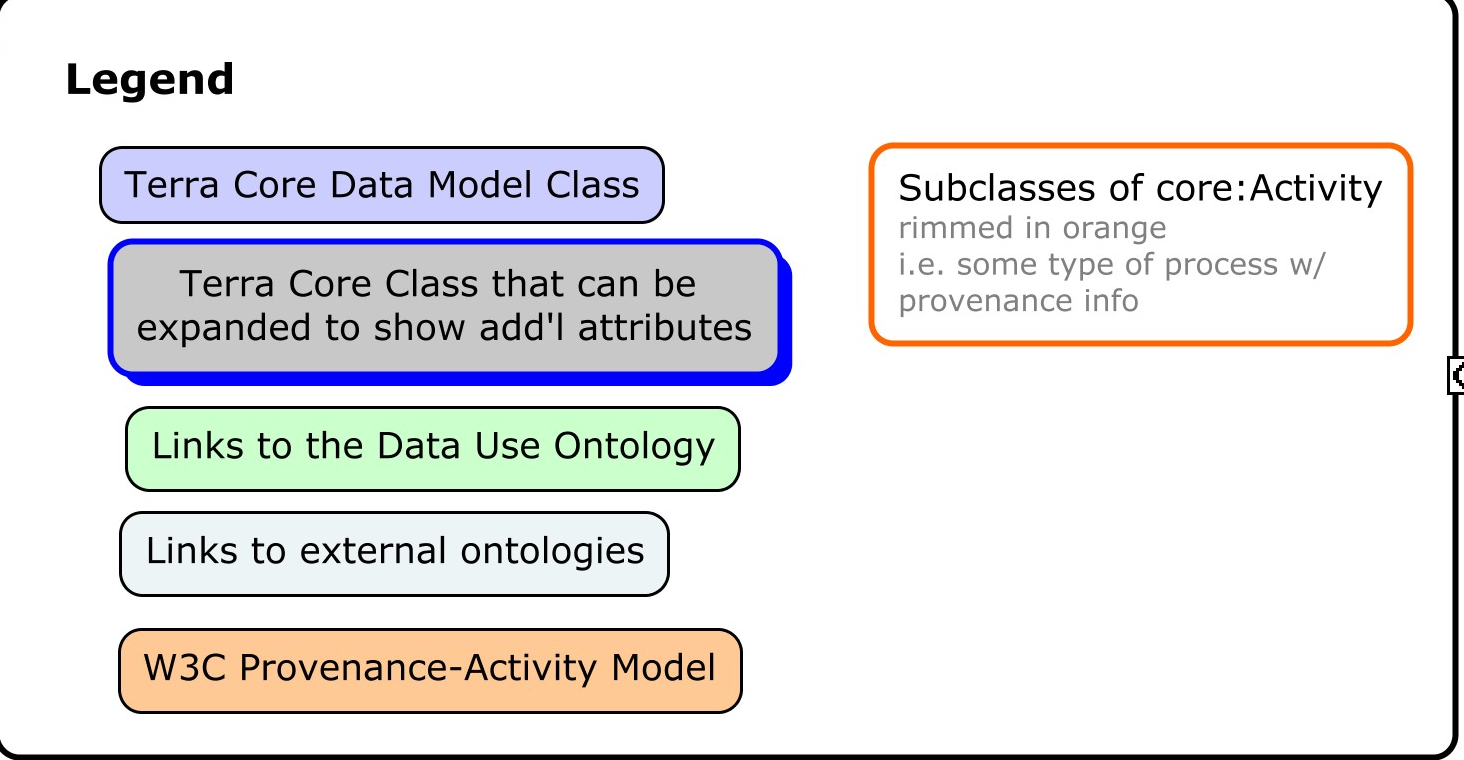 Legend
Terra Core Data Model Class
Terra Core Class that can be
expanded to show add'l attributes
Links to the Data Use Ontology
Links to external ontologies
W3C Provenance-Activity Model
Subclasses of core:Activity
rimmed in orange
i.e. some type of process w/
provenance info